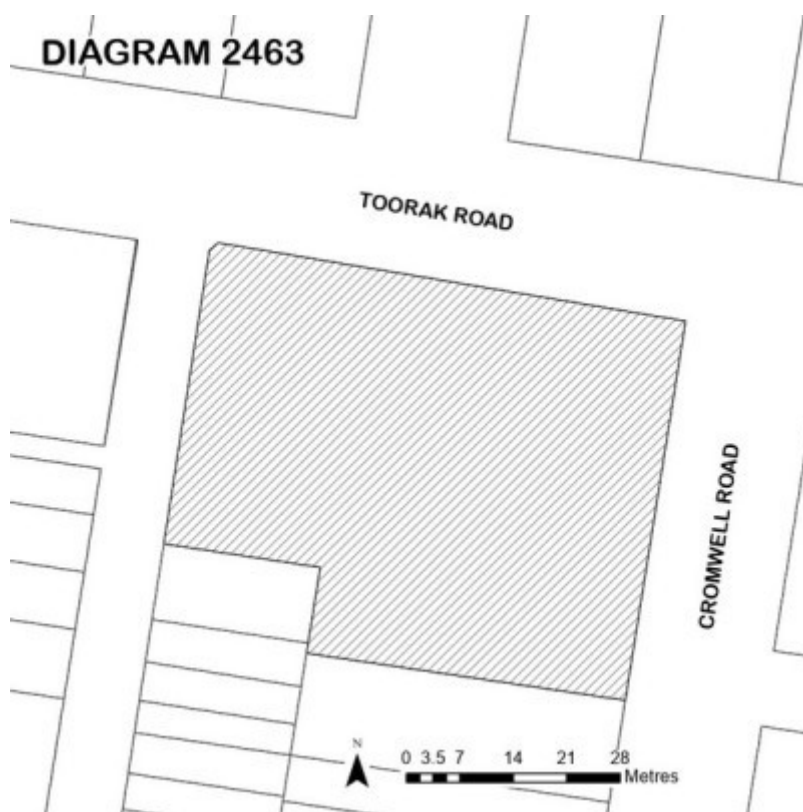 DIAGRAM 2463
TOORAK ROAD
CROMWELL ROAD
N
0 3.5 7 14 21 28
Metres